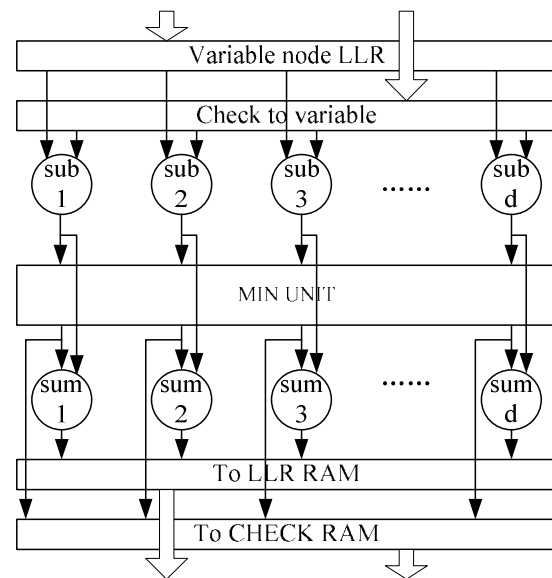 Variable node LLR
Check to variable
sub 1
sub 2
sub 3
......
sub d
MIN UNIT
sum 1
sum 2
sum 3
......
sum d
To LLR RAM
To CHECK RAM